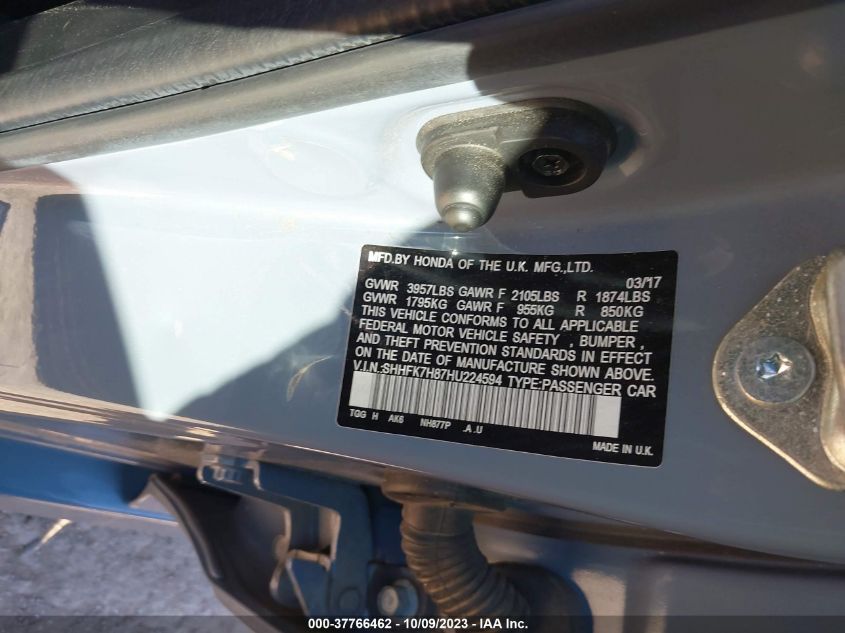 MFD.BY HONDA OF THE U.K. MFG.,LTD.
03/17
GVWR 3957LBS GAWR F 2105LBS R 1874LBS
GVWR 1795KG GAWR F 955KG R 850KG
THIS VEHICLE CONFORMS TO ALL APPLICABLE
FEDERAL MOTOR VEHICLE SAFETY , BUMPER ,
AND THEFT PREVENTION STANDARDS IN EFFECT
ON THE DATE OF MANUFACTURE SHOWN ABOVE.
V.I.N.:SHHFK7H87HU224594 TYPE:PASSENGER CAR
TGG H AK6 NH877P .A .U
MADE IN U.K.
000-37766462 - 10/09/2023 - IAA Inc.